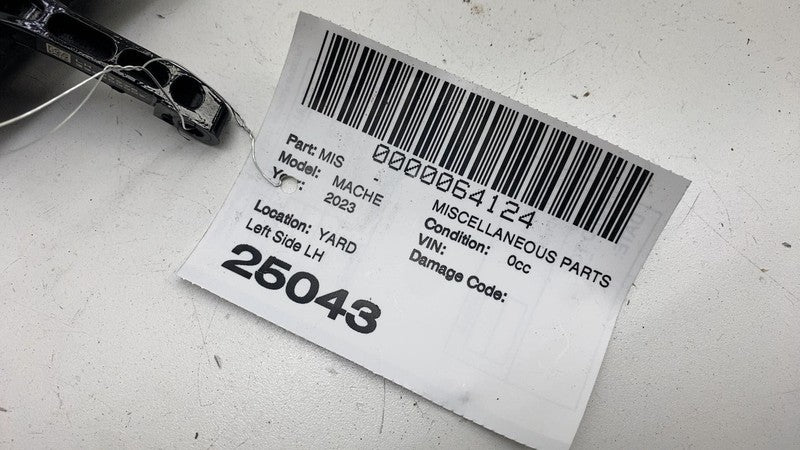 0000064124
Part: MIS - MISCELLANEOUS PARTS
Model: MACHE
Condition: 0cc
Year: 2023
VIN:
Damage Code:
Location: YARD
Left Side LH
25043